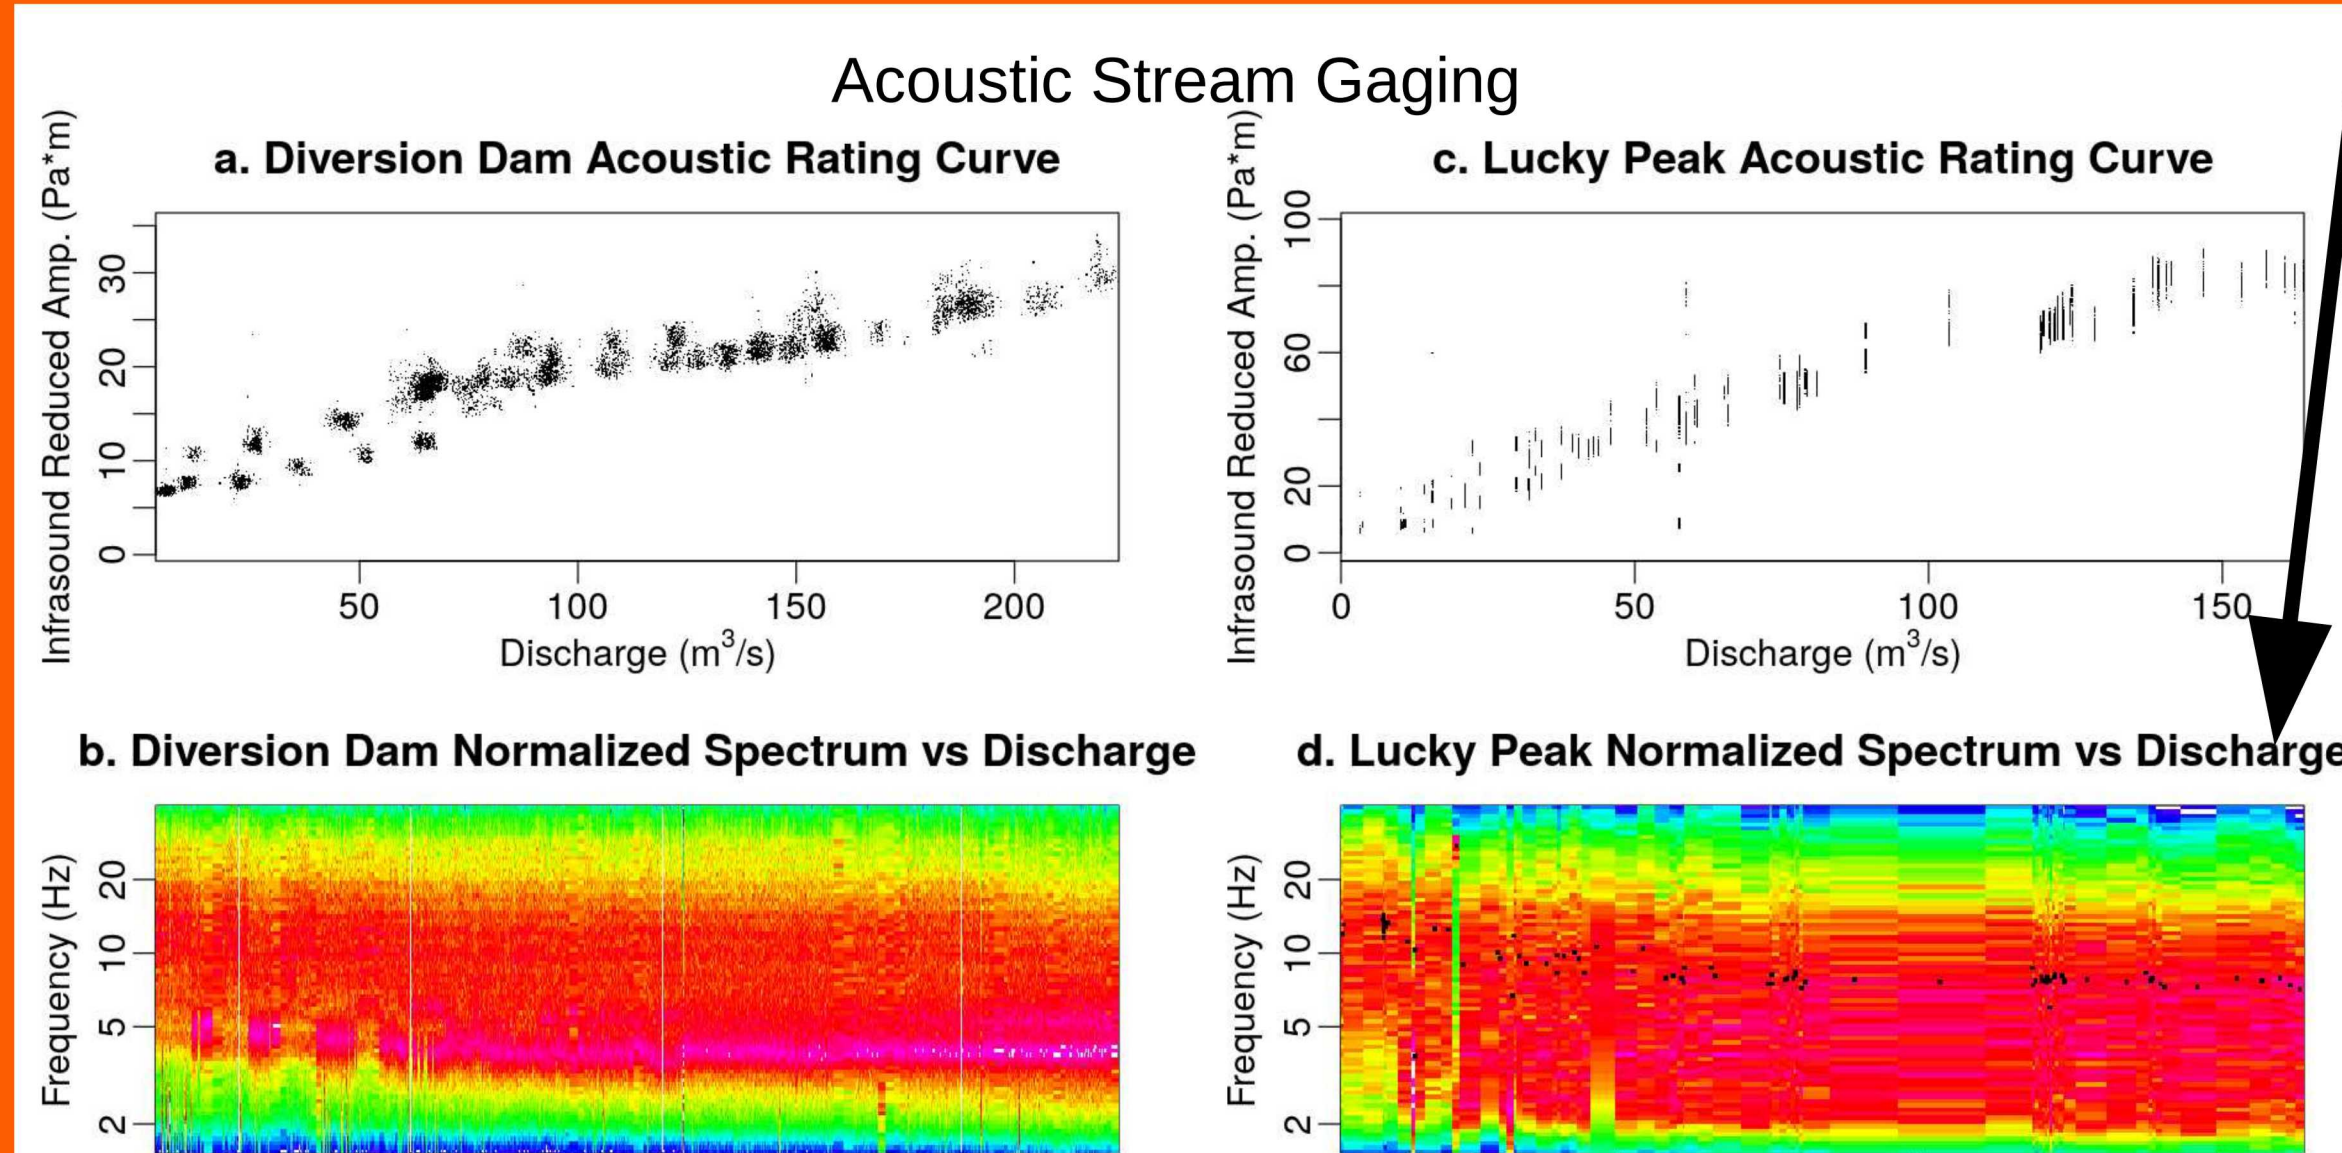 Acoustic Stream Gaging
a. Diversion Dam Acoustic Rating Curve
Infrasound Reduced Amp. (Pa*m)
30
20
10
0
50 100 150 200
Discharge (m³/s)
c. Lucky Peak Acoustic Rating Curve
Infrasound Reduced Amp. (Pa*m)
100
60
20
0
0 50 100 150
Discharge (m³/s)
b. Diversion Dam Normalized Spectrum vs Discharge
Frequency (Hz)
20
10
5
2
d. Lucky Peak Normalized Spectrum vs Discharge
Frequency (Hz)
20
10
5
2